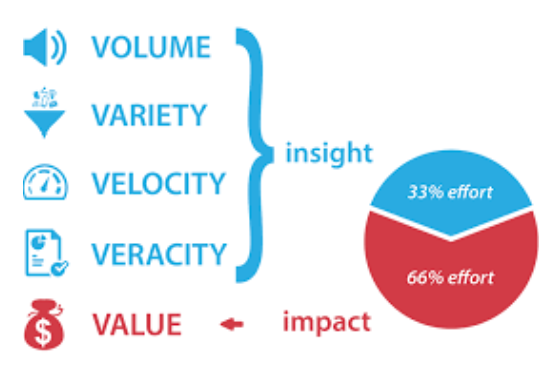 VOLUME
VARIETY
VELOCITY
VERACITY
insight
VALUE
impact
33% effort
66% effort
$